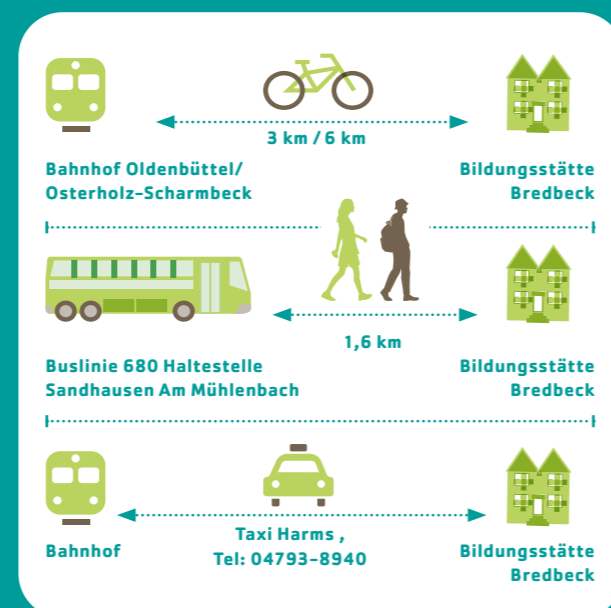 3 km / 6 km
Bahnhof Oldenbüttel/
Osterholz-Scharmbeck
Bildungsstätte
Bredbeck
1,6 km
Buslinie 680 Haltestelle
Sandhausen Am Mühlenbach
Bildungsstätte
Bredbeck
Taxi Harms ,
Tel: 04793-8940
Bahnhof
Bildungsstätte
Bredbeck